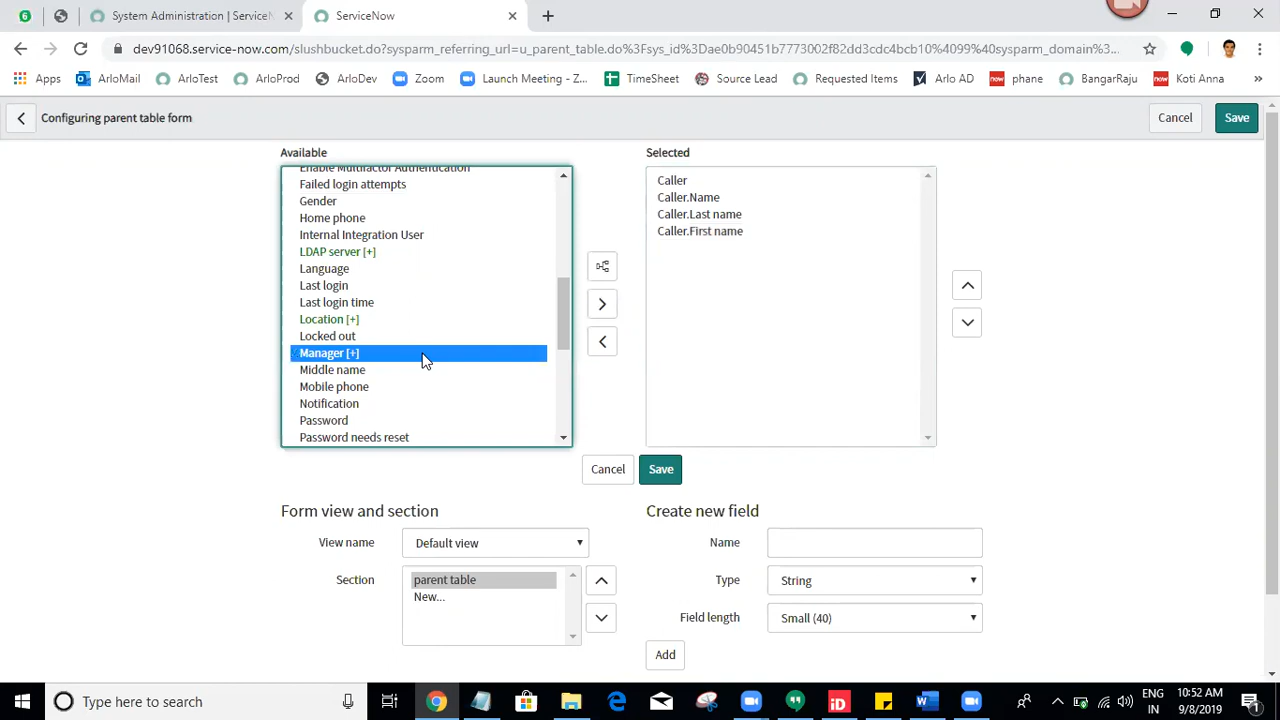 6
System Administration | ServiceN
ServiceNow
dev91068.service-now.com/slushbucket.do?sysparm_referring_url=u_parent_table.do%3Fsys_id%3Dae0b90451b7773002f82dd3cdc4bcb10%4099%40sysparm_domain%3...
Apps
ArloMail
ArloTest
ArloProd
ArloDev
Zoom
Launch Meeting - Z...
TimeSheet
Source Lead
Requested Items
Arlo AD
now
phane
BangarRaju
now
Koti Anna
»
Configuring parent table form
Cancel
Save
Available
Selected
Enable Multifactor Authentication
Failed login attempts
Gender
Home phone
Internal Integration User
LDAP server [+]
Language
Last login
Last login time
Location [+]
Locked out
Manager [+]
Middle name
Mobile phone
Notification
Password
Password needs reset
Caller
Caller.Name
Caller.Last name
Caller.First name
Cancel
Save
Form view and section
View name
Default view
Section
parent table
New...
Create new field
Name
Type
String
Field length
Small (40)
Add
Type here to search
iD
ENG
IN
10:52 AM
9/8/2019
1